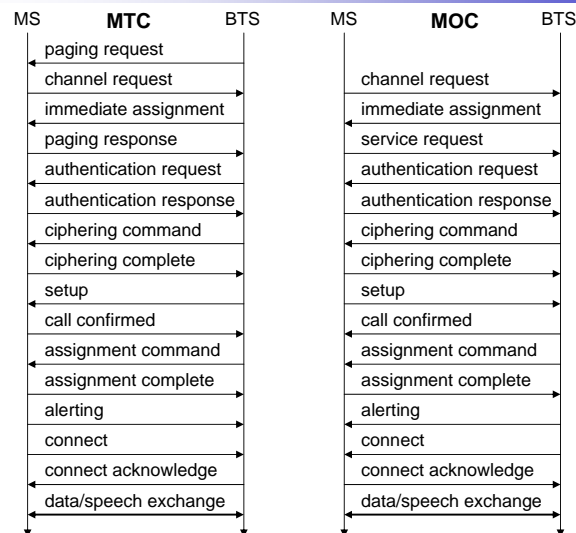 MS MTC BTS
paging request
channel request
immediate assignment
paging response
authentication request
authentication response
ciphering command
ciphering complete
setup
call confirmed
assignment command
assignment complete
alerting
connect
connect acknowledge
data/speech exchange
MS MOC BTS
channel request
immediate assignment
service request
authentication request
authentication response
ciphering command
ciphering complete
setup
call confirmed
assignment command
assignment complete
alerting
connect
connect acknowledge
data/speech exchange